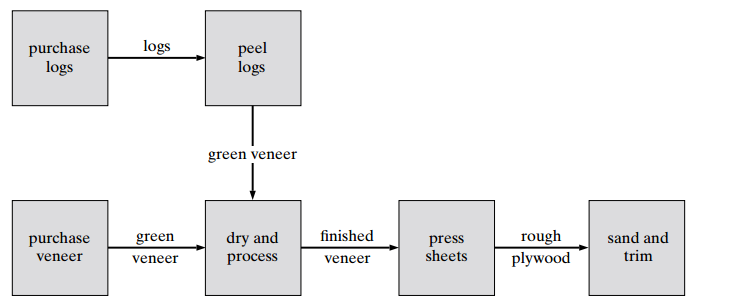 purchase
logs
logs
peel
logs
green veneer
purchase
veneer
green
veneer
dry and
process
finished
veneer
press
sheets
rough
plywood
sand and
trim